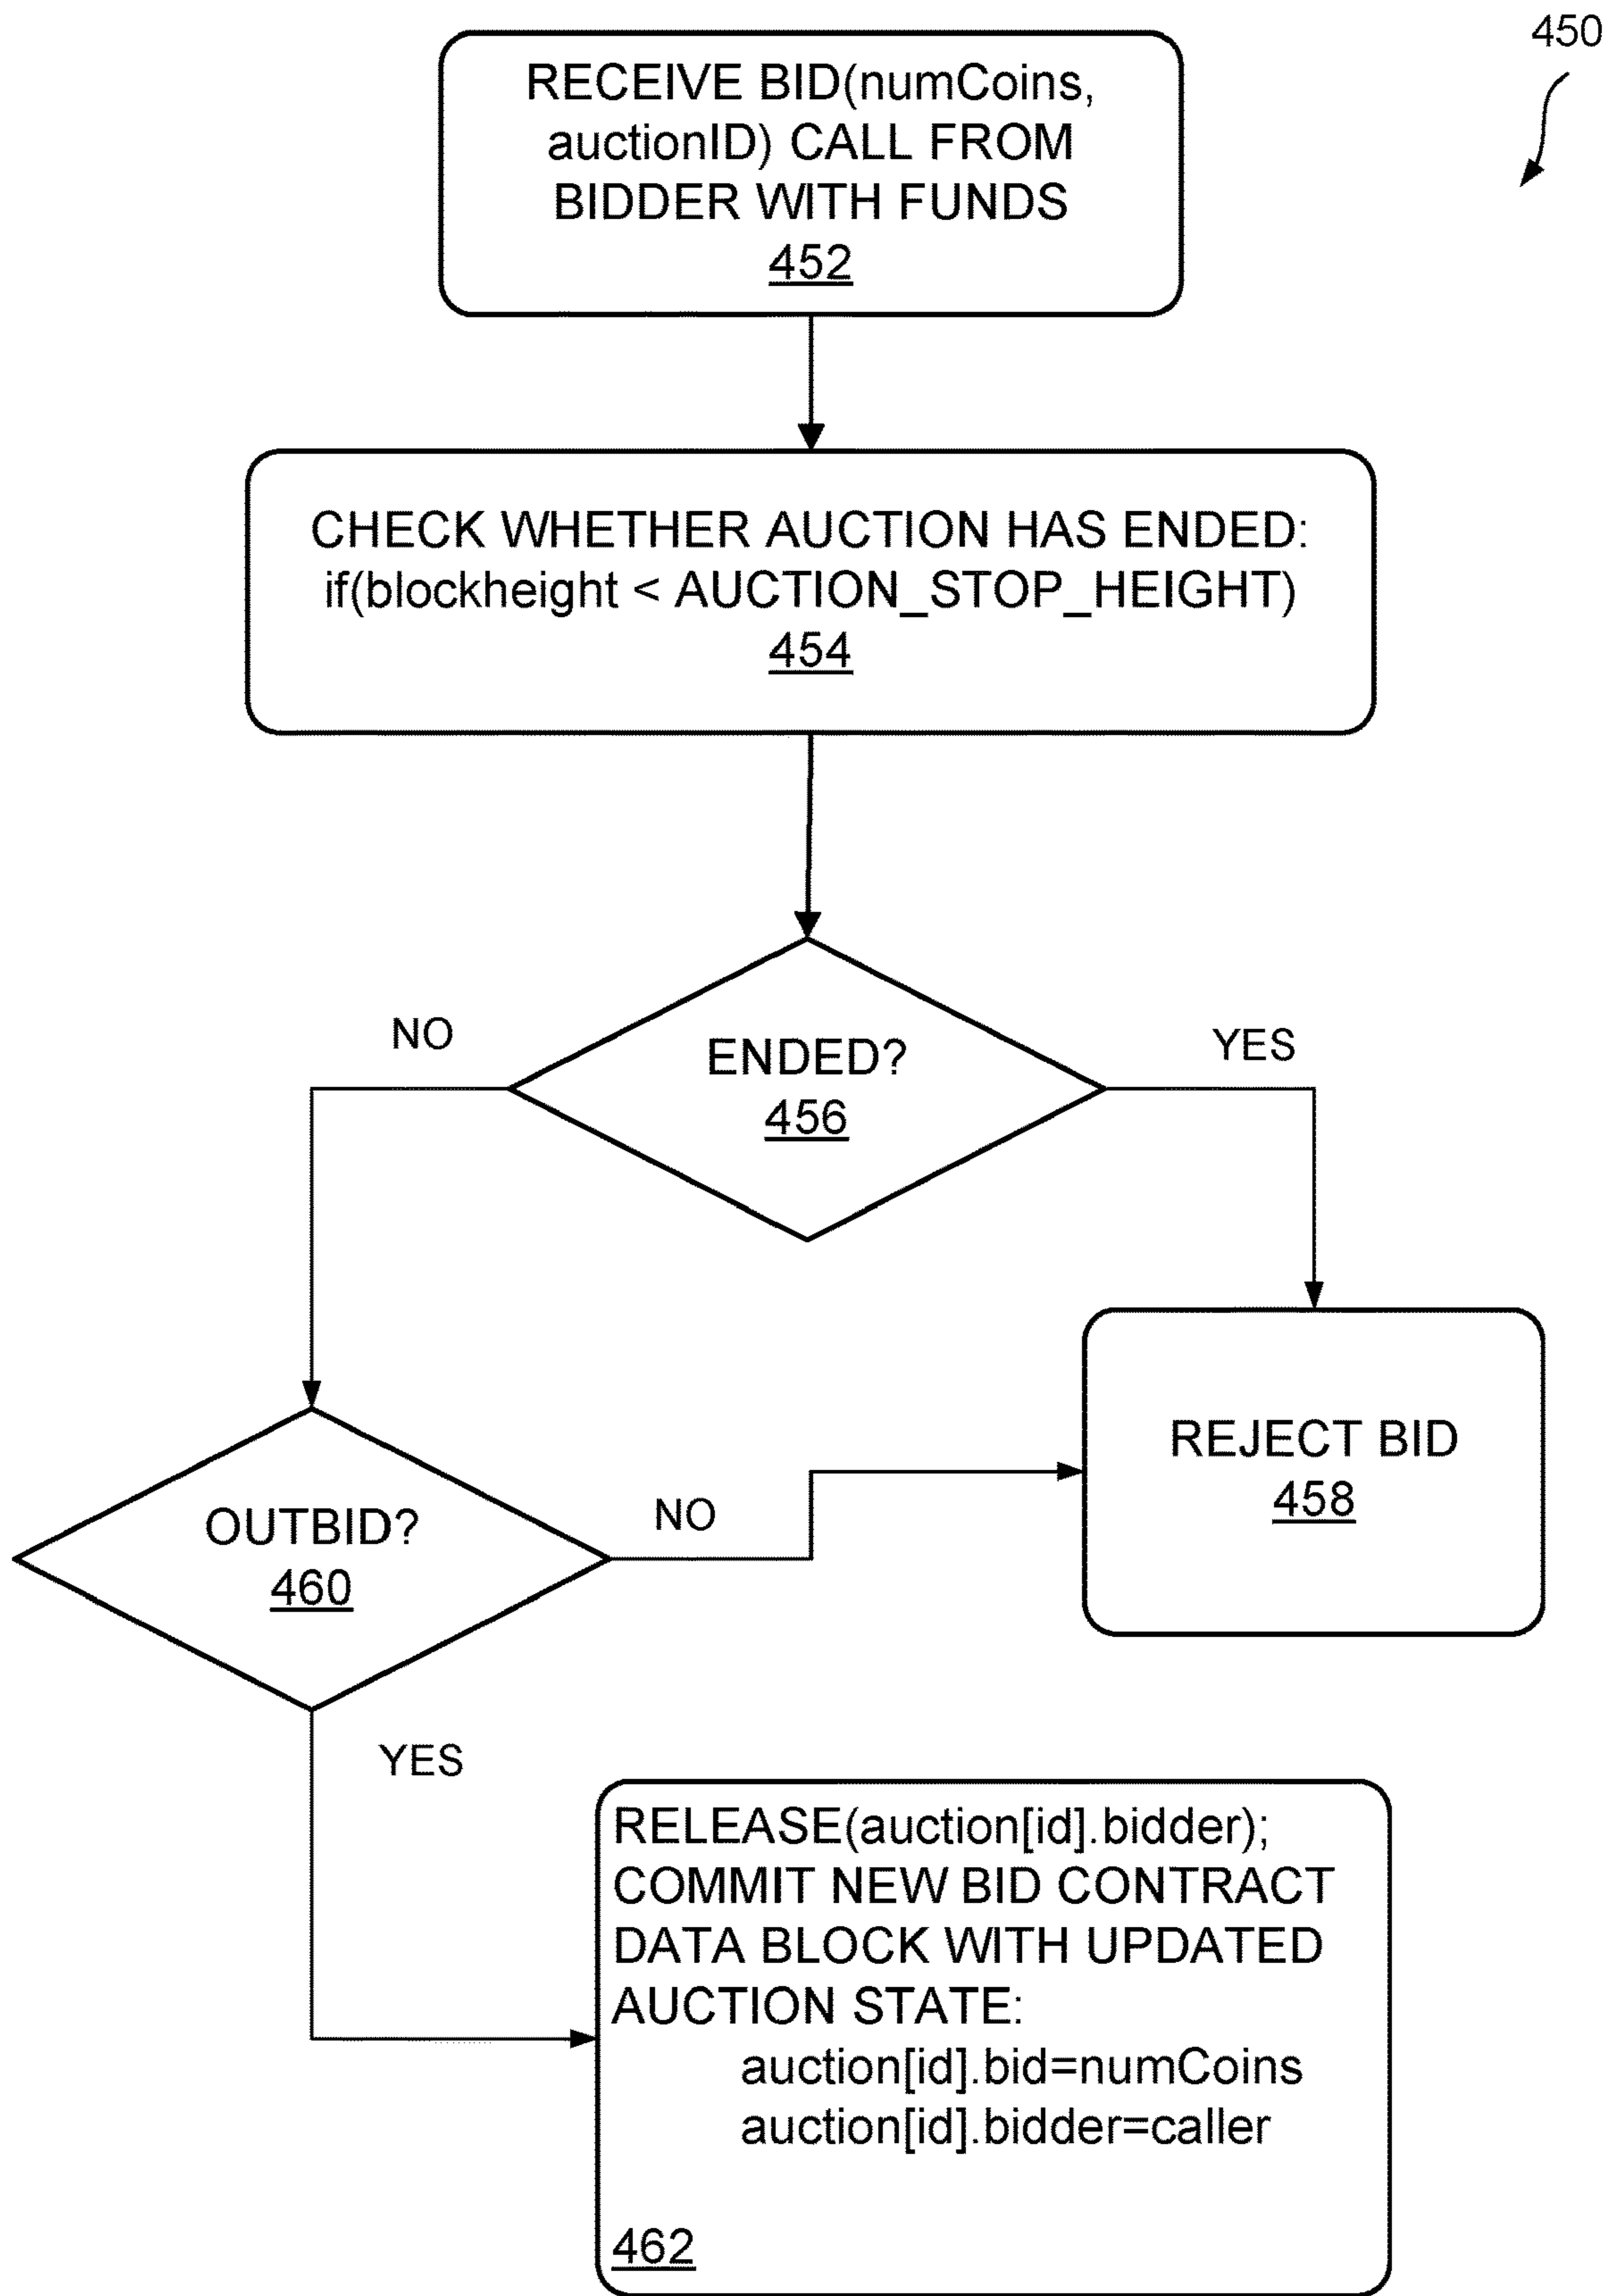 450
RECEIVE BID(numCoins,
auctionID) CALL FROM
BIDDER WITH FUNDS
452
CHECK WHETHER AUCTION HAS ENDED:
if(blockheight < AUCTION_STOP_HEIGHT)
454
NO
YES
ENDED?
456
REJECT BID
458
OUTBID?
460
NO
YES
RELEASE(auction[id].bidder);
COMMIT NEW BID CONTRACT
DATA BLOCK WITH UPDATED
AUCTION STATE:
auction[id].bid=numCoins
auction[id].bidder=caller
462